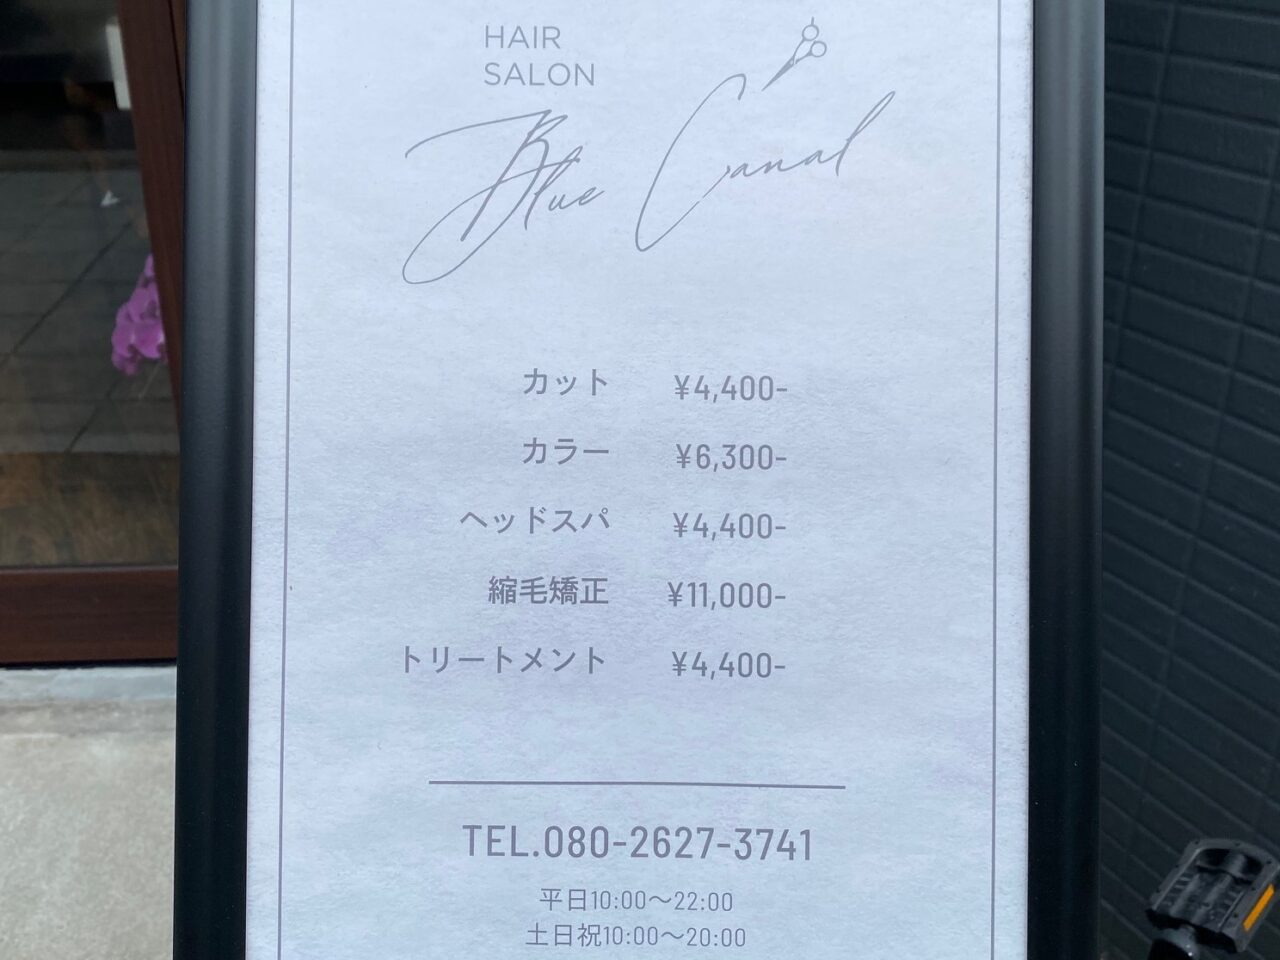 HAIR
SALON
Blue Canal
カット ¥4,400-
カラー ¥6,300-
ヘッドスパ ¥4,400-
縮毛矯正 ¥11,000-
トリートメント ¥4,400-
TEL.080-2627-3741
平日10:00〜22:00
土日祝10:00〜20:00